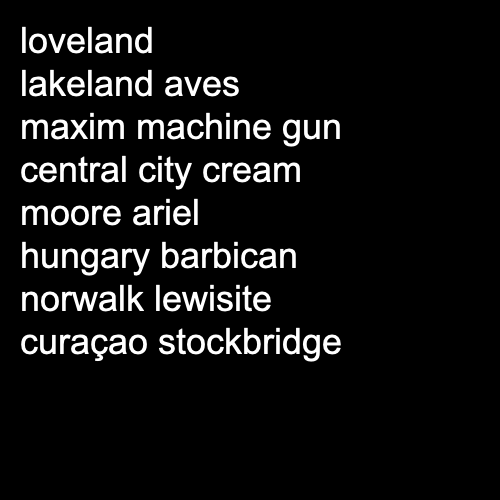 loveland
lakeland aves
maxim machine gun
central city cream
moore ariel
hungary barbican
norwalk lewisite
curaçao stockbridge